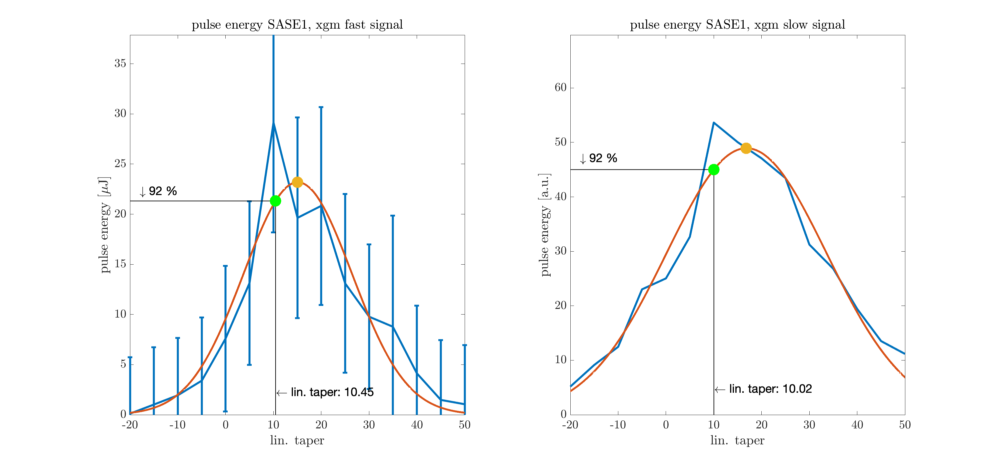 pulse energy SASE1, xgm fast signal
pulse energy [μJ]
35
30
25
20
15
10
5
0
↓ 92 %
← lin. taper: 10.45
-20 -10 0 10 20 30 40 50
lin. taper
pulse energy SASE1, xgm slow signal
pulse energy [a.u.]
60
50
40
30
20
10
0
↓ 92 %
← lin. taper: 10.02
-20 -10 0 10 20 30 40 50
lin. taper